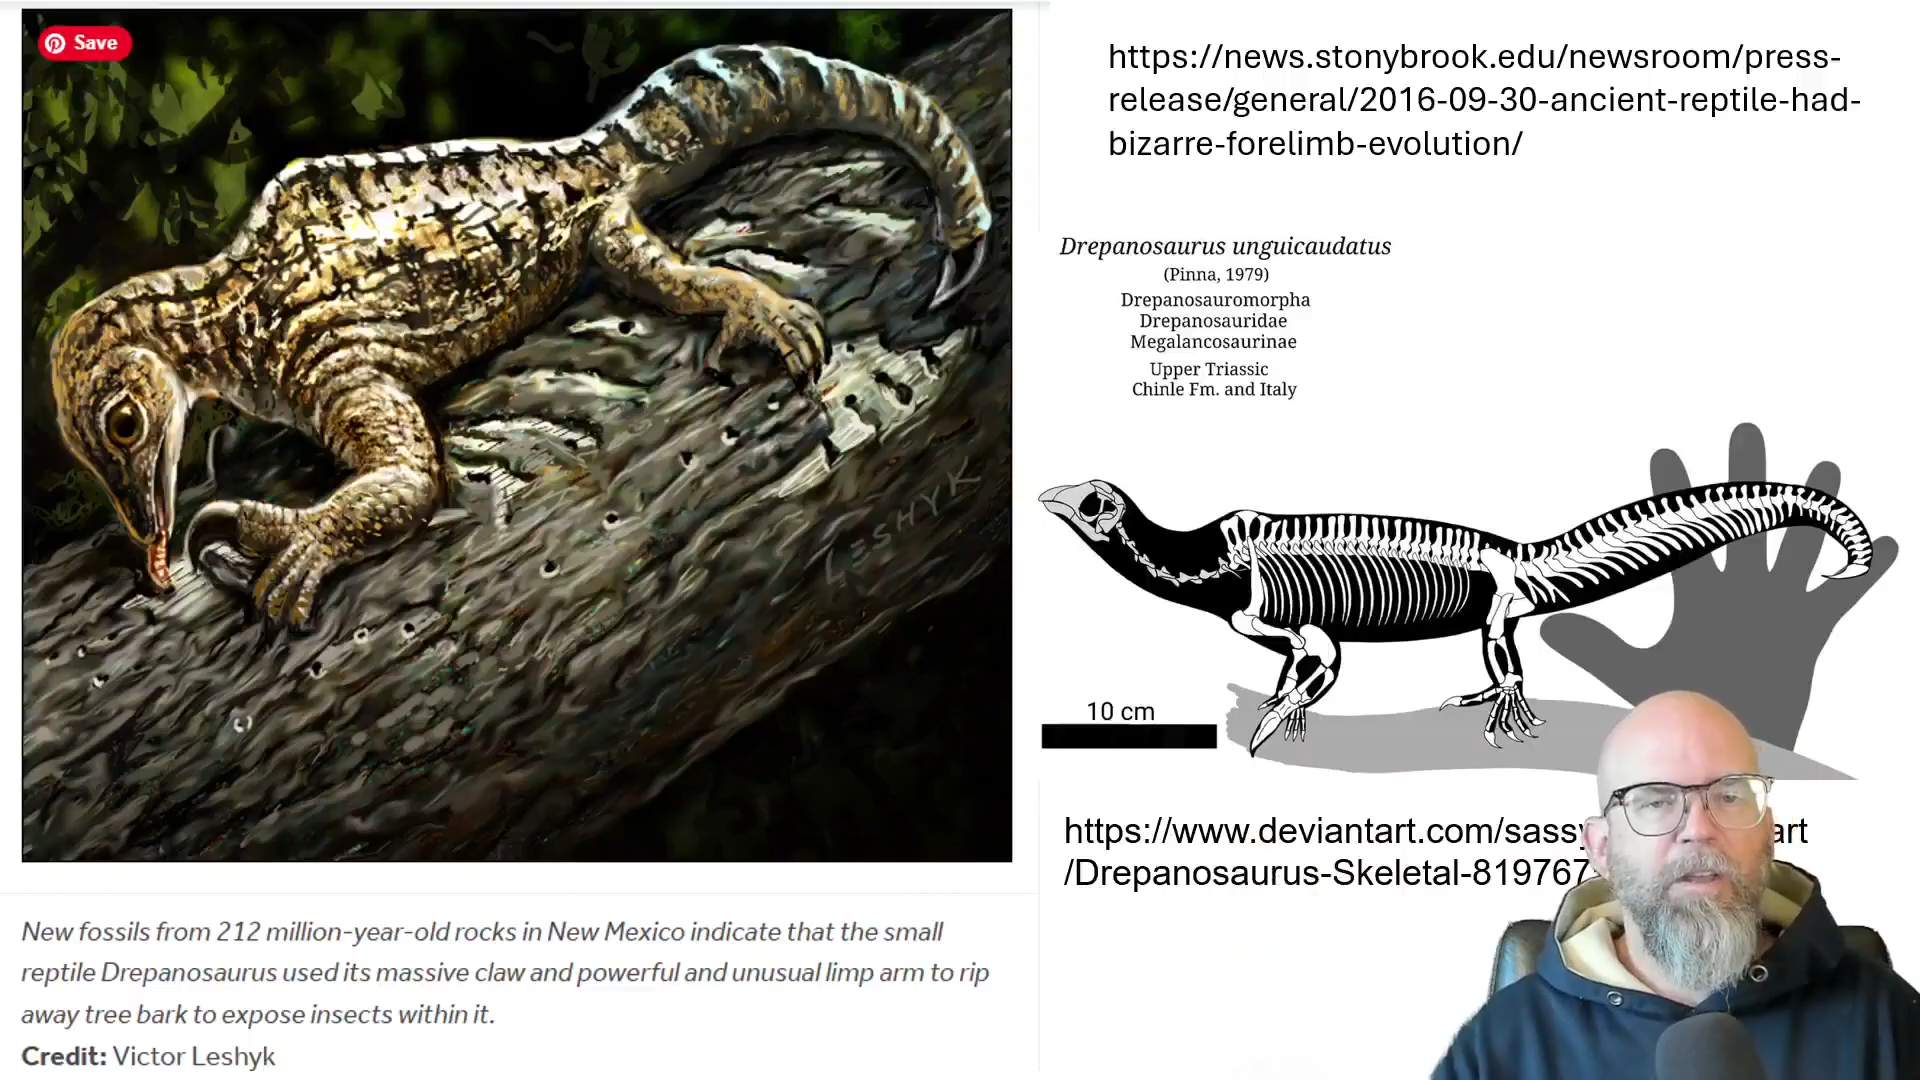 Save
https://news.stonybrook.edu/newsroom/press-
release/general/2016-09-30-ancient-reptile-had-
bizarre-forelimb-evolution/
Drepanosaurus unguicaudatus
(Pinna, 1979)
Drepanosauromorpha
Drepanosauridae
Megalancosaurinae
Upper Triassic
Chinle Fm. and Italy
LESHYK
10 cm
https://www.deviantart.com/sassy
art
/Drepanosaurus-Skeletal-819767
New fossils from 212 million-year-old rocks in New Mexico indicate that the small
reptile Drepanosaurus used its massive claw and powerful and unusual limp arm to rip
away tree bark to expose insects within it.
Credit: Victor Leshyk